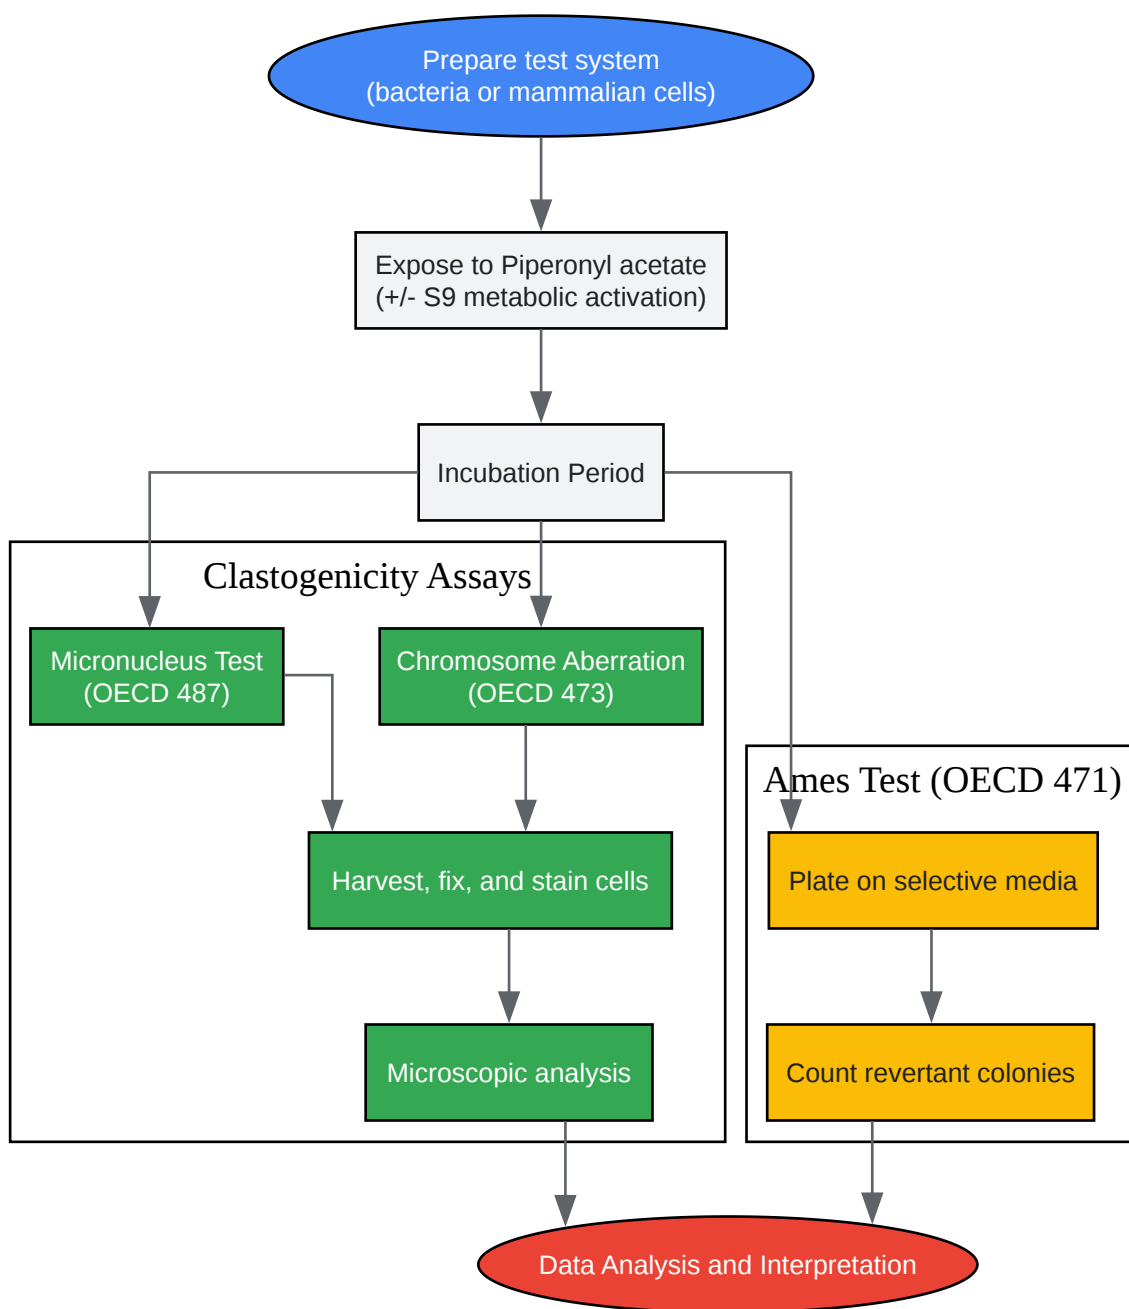 Prepare test system
(bacteria or mammalian cells)
Expose to Piperonyl acetate
(+/- S9 metabolic activation)
Incubation Period
Clastogenicity Assays
Micronucleus Test
(OECD 487)
Chromosome Aberration
(OECD 473)
Ames Test (OECD 471)
Harvest, fix, and stain cells
Plate on selective media
Microscopic analysis
Count revertant colonies
Data Analysis and Interpretation